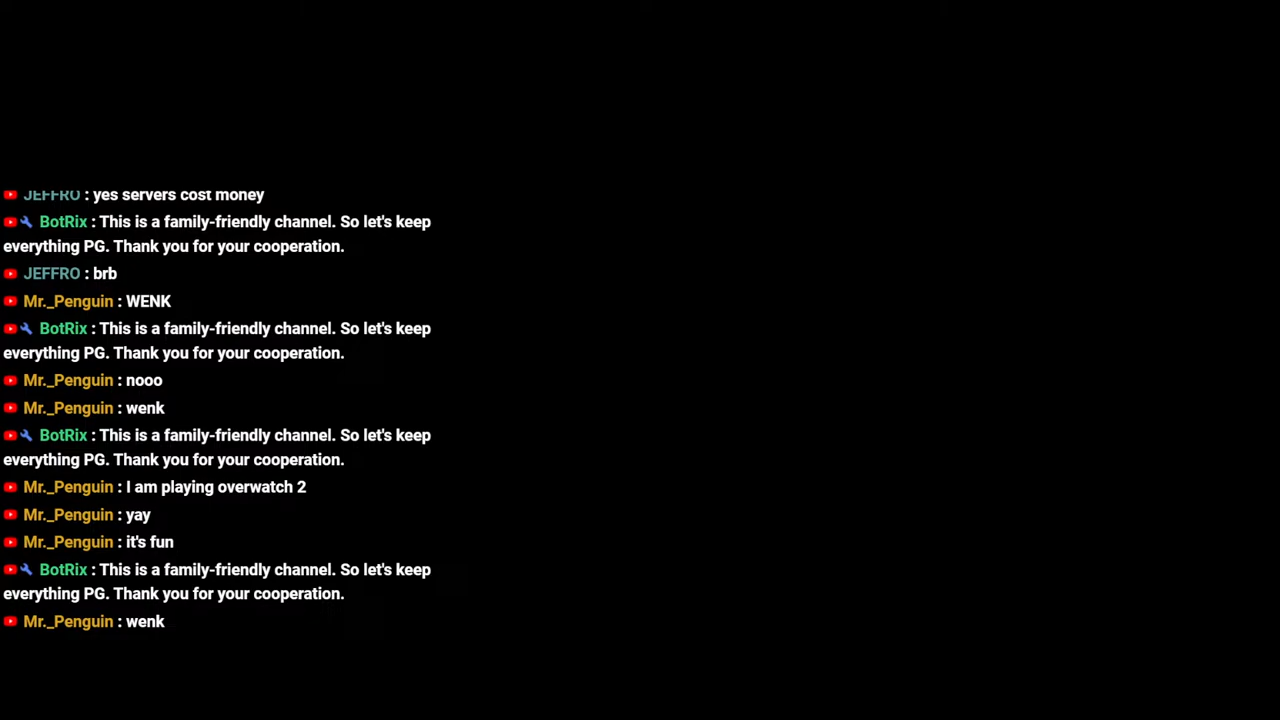 JEFFRO : yes servers cost money
BotRix : This is a family-friendly channel. So let's keep
everything PG. Thank you for your cooperation.
JEFFRO : brb
Mr._Penguin : WENK
BotRix : This is a family-friendly channel. So let's keep
everything PG. Thank you for your cooperation.
Mr._Penguin : nooo
Mr._Penguin : wenk
BotRix : This is a family-friendly channel. So let's keep
everything PG. Thank you for your cooperation.
Mr._Penguin : I am playing overwatch 2
Mr._Penguin : yay
Mr._Penguin : it's fun
BotRix : This is a family-friendly channel. So let's keep
everything PG. Thank you for your cooperation.
Mr._Penguin : wenk